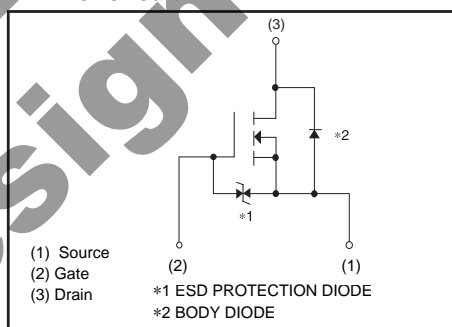 (3)
∗2
∗1
(1) Source
(2) Gate
(3) Drain
(2)
(1)
∗1 ESD PROTECTION DIODE
∗2 BODY DIODE